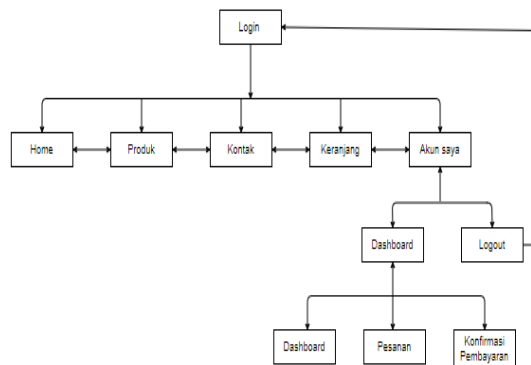 Login
Home
Produk
Kontak
Keranjang
Akun saya
Dashboard
Logout
Dashboard
Pesanan
Konfirmasi
Pembayaran